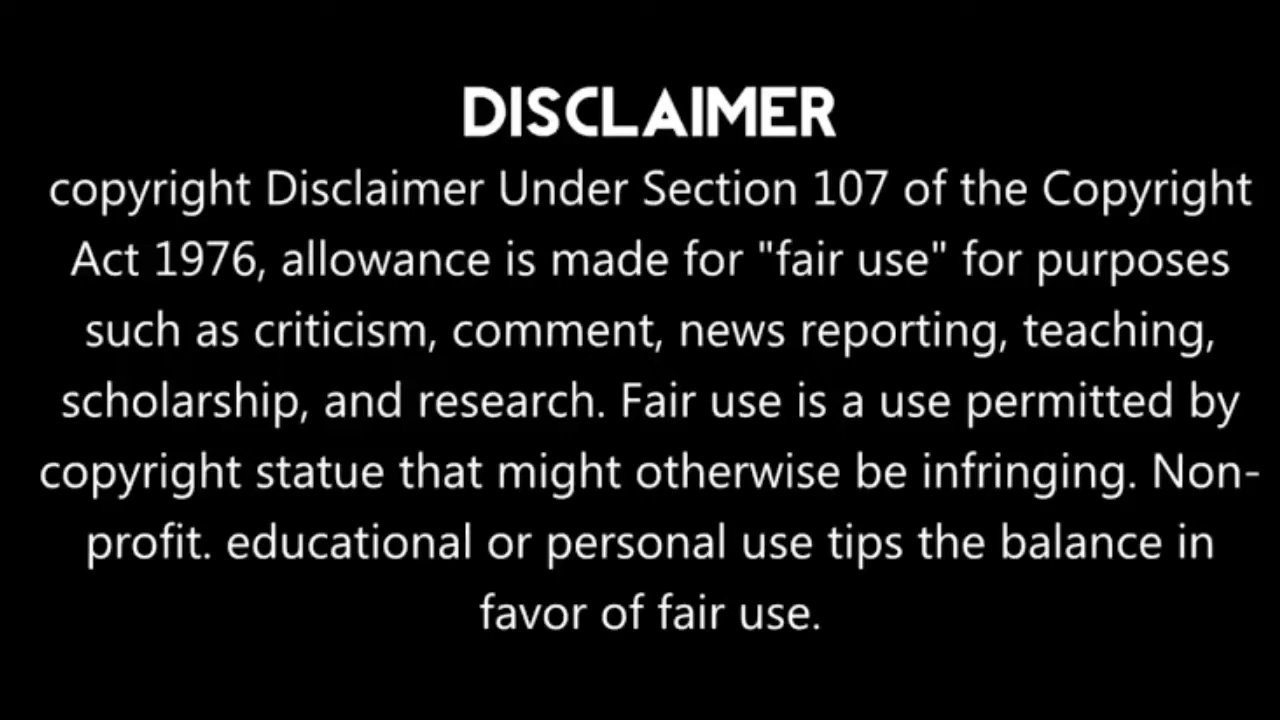 DISCLAIMER
copyright Disclaimer Under Section 107 of the Copyright
Act 1976, allowance is made for "fair use" for purposes
such as criticism, comment, news reporting, teaching,
scholarship, and research. Fair use is a use permitted by
copyright statue that might otherwise be infringing. Non-
profit. educational or personal use tips the balance in
favor of fair use.